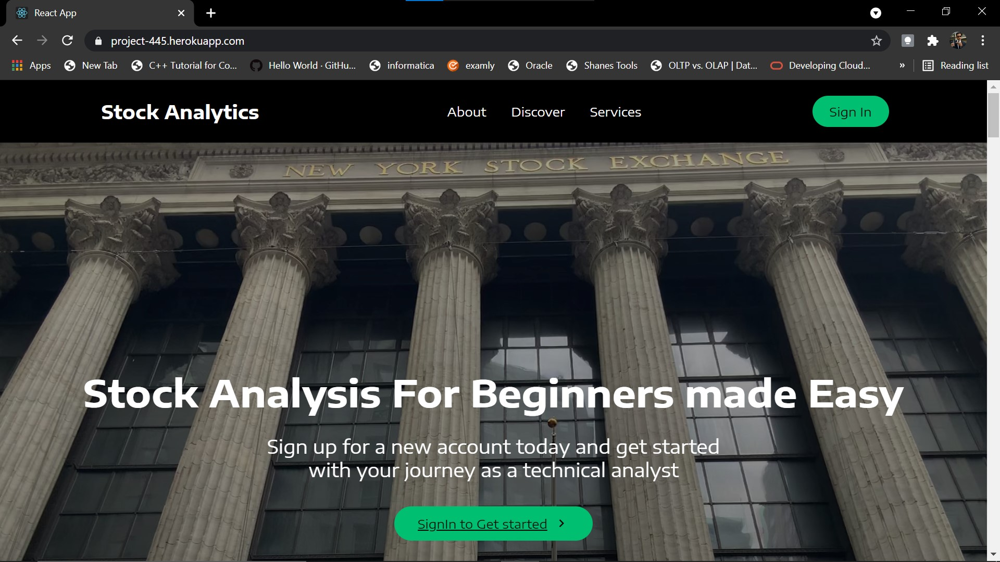 React App
project-445.herokuapp.com
Apps New Tab C++ Tutorial for Co... Hello World · GitHu... informatica examly Oracle Shanes Tools OLTP vs. OLAP | Dat... Developing Cloud... » Reading list
Stock Analytics About Discover Services Sign In
NEW YORK STOCK EXCHANGE
Stock Analysis For Beginners made Easy
Sign up for a new account today and get started
with your journey as a technical analyst
SignIn to Get started